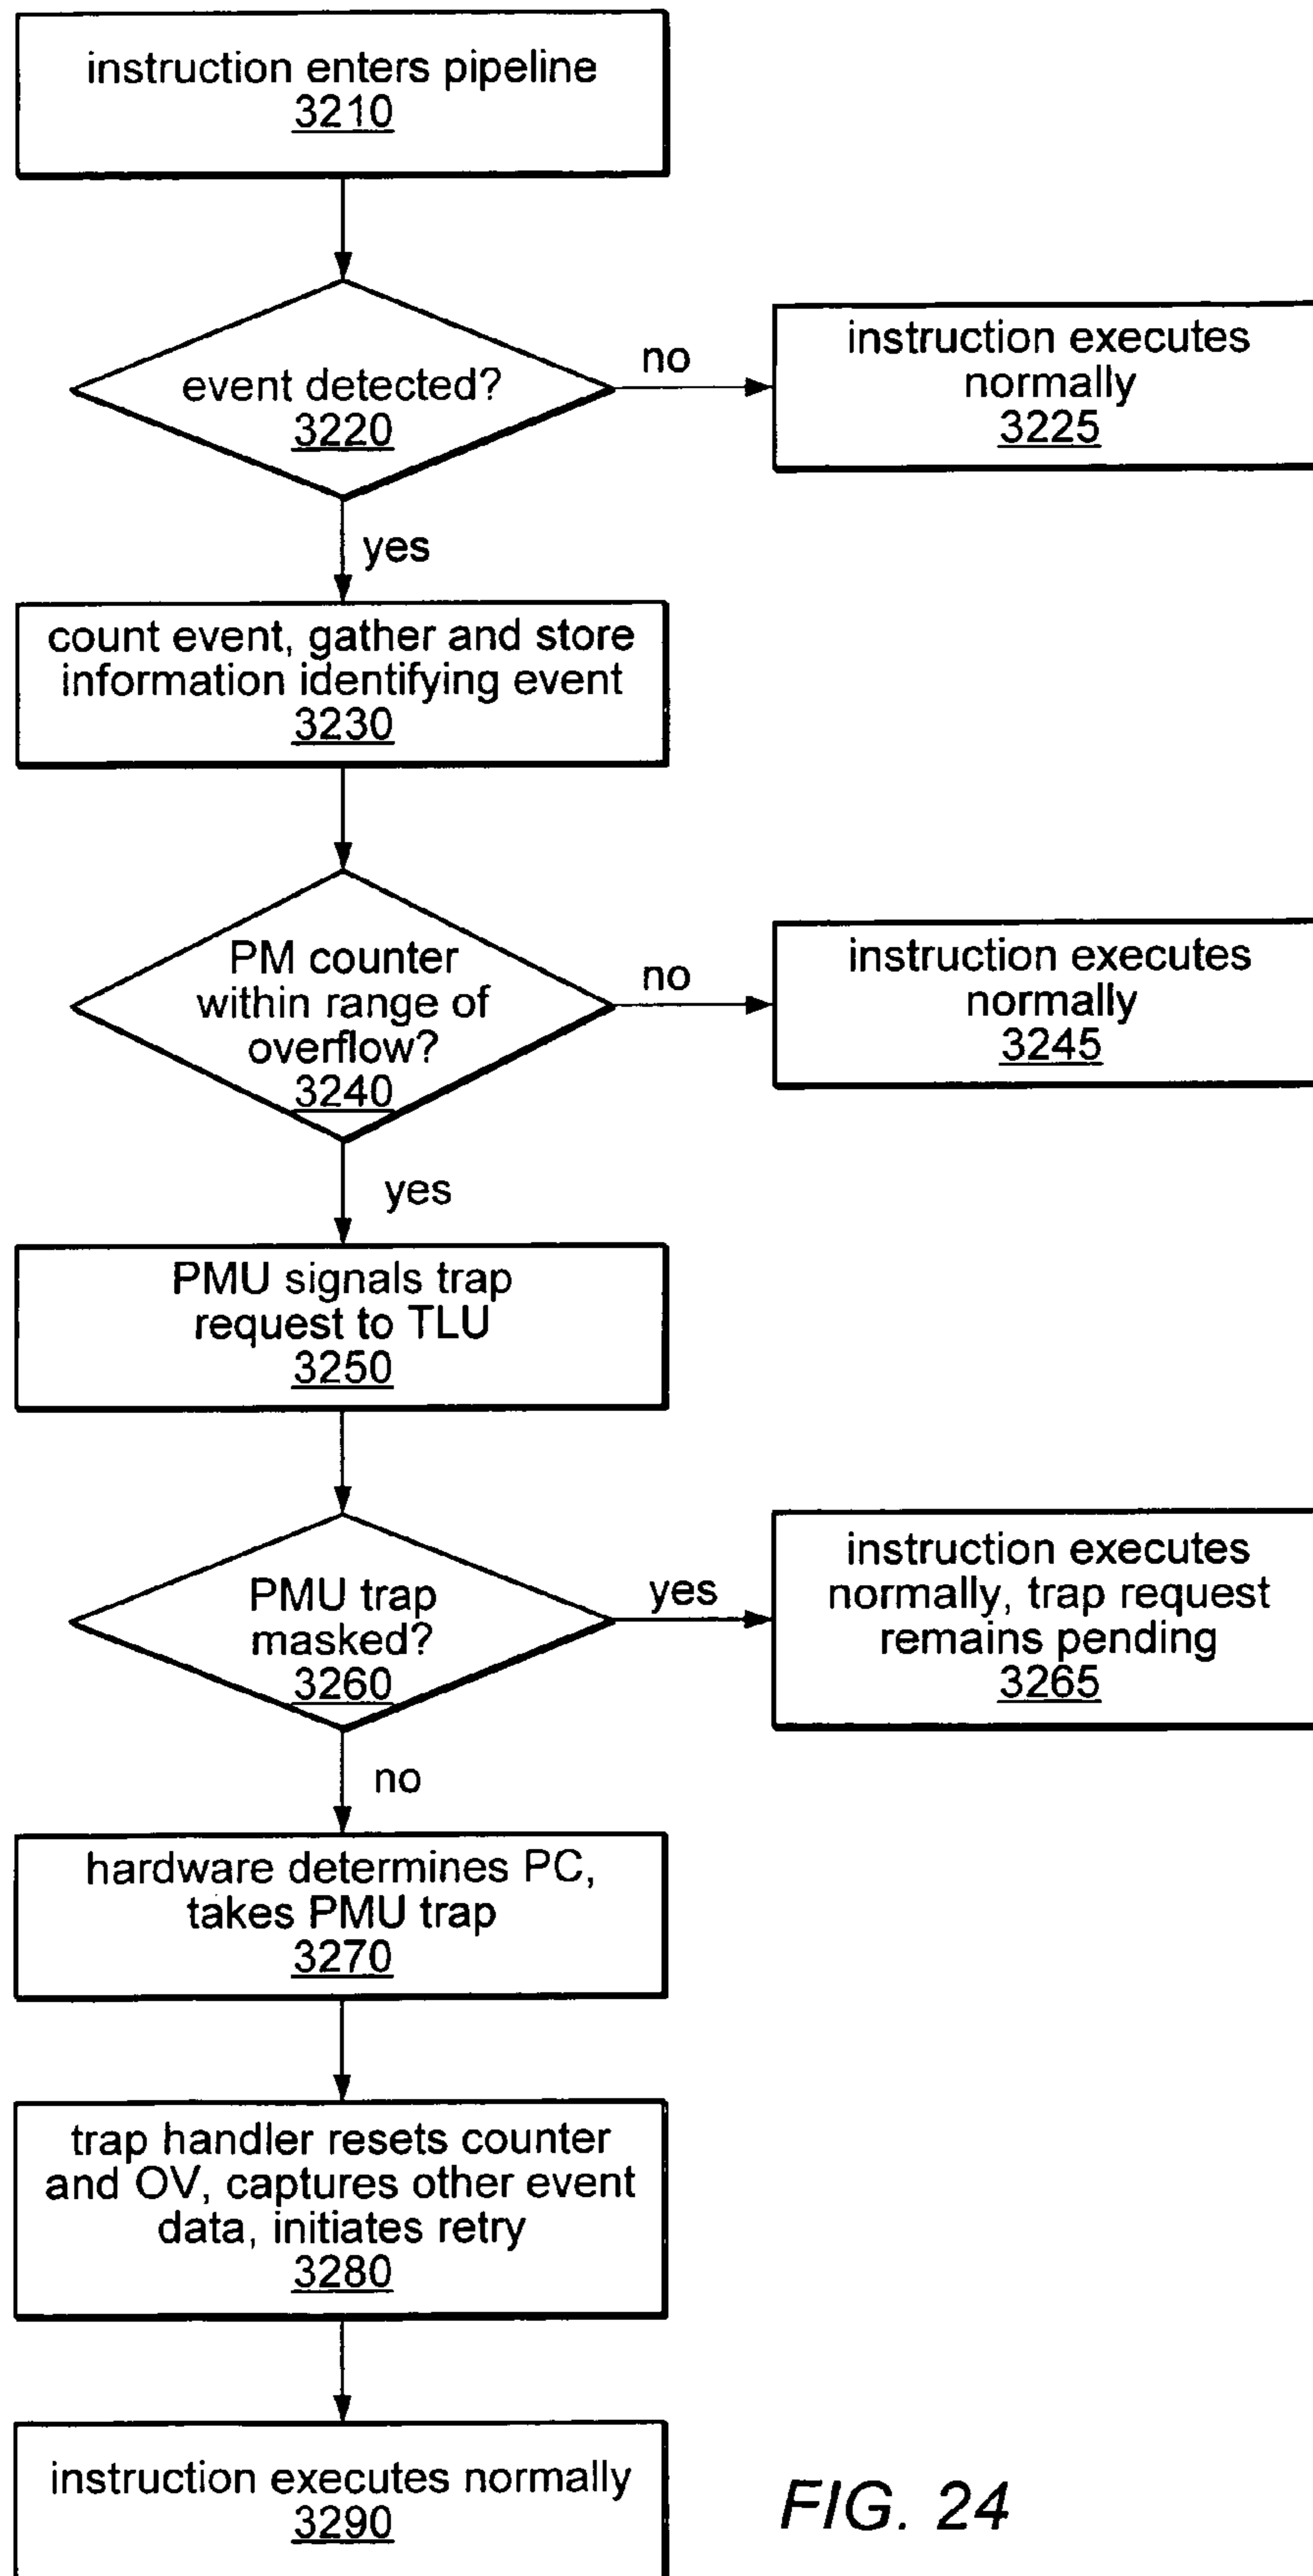 instruction enters pipeline
3210
event detected?
3220
no
instruction executes
normally
3225
yes
count event, gather and store
information identifying event
3230
PM counter
within range of
overflow?
3240
no
instruction executes
normally
3245
yes
PMU signals trap
request to TLU
3250
PMU trap
masked?
3260
yes
instruction executes
normally, trap request
remains pending
3265
no
hardware determines PC,
takes PMU trap
3270
trap handler resets counter
and OV, captures other event
data, initiates retry
3280
instruction executes normally
3290
FIG. 24